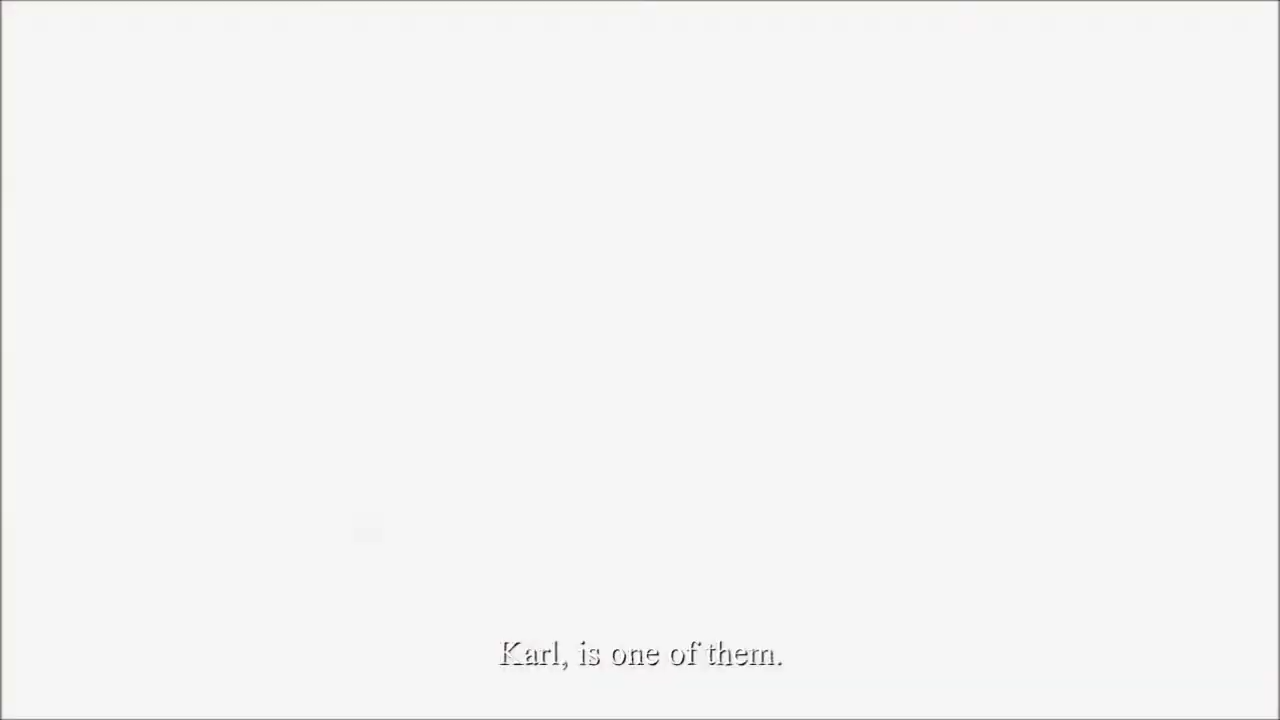 Karl, is one of them.